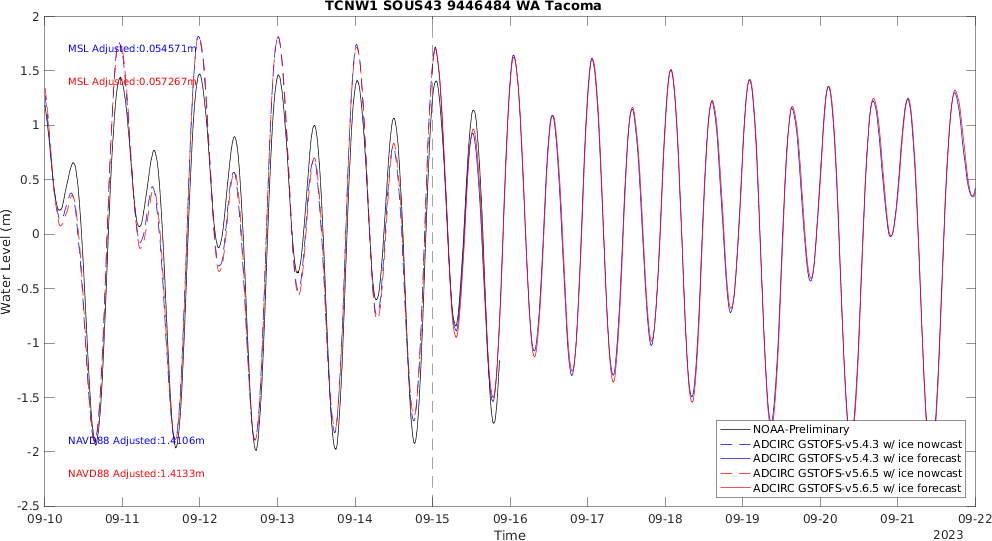 TCNW1 SOUS43 9446484 WA Tacoma
2
1.5
1
0.5
0
-0.5
-1
-1.5
-2
-2.5
Water Level (m)
MSL Adjusted:0.054571m
MSL Adjusted:0.057267m
NAVD88 Adjusted:1.4106m
NAVD88 Adjusted:1.4133m
NOAA-Preliminary
ADCIRC GSTOFS-v5.4.3 w/ ice nowcast
ADCIRC GSTOFS-v5.4.3 w/ ice forecast
ADCIRC GSTOFS-v5.6.5 w/ ice nowcast
ADCIRC GSTOFS-v5.6.5 w/ ice forecast
09-10 09-11 09-12 09-13 09-14 09-15 09-16 09-17 09-18 09-19 09-20 09-21 09-22
Time
2023